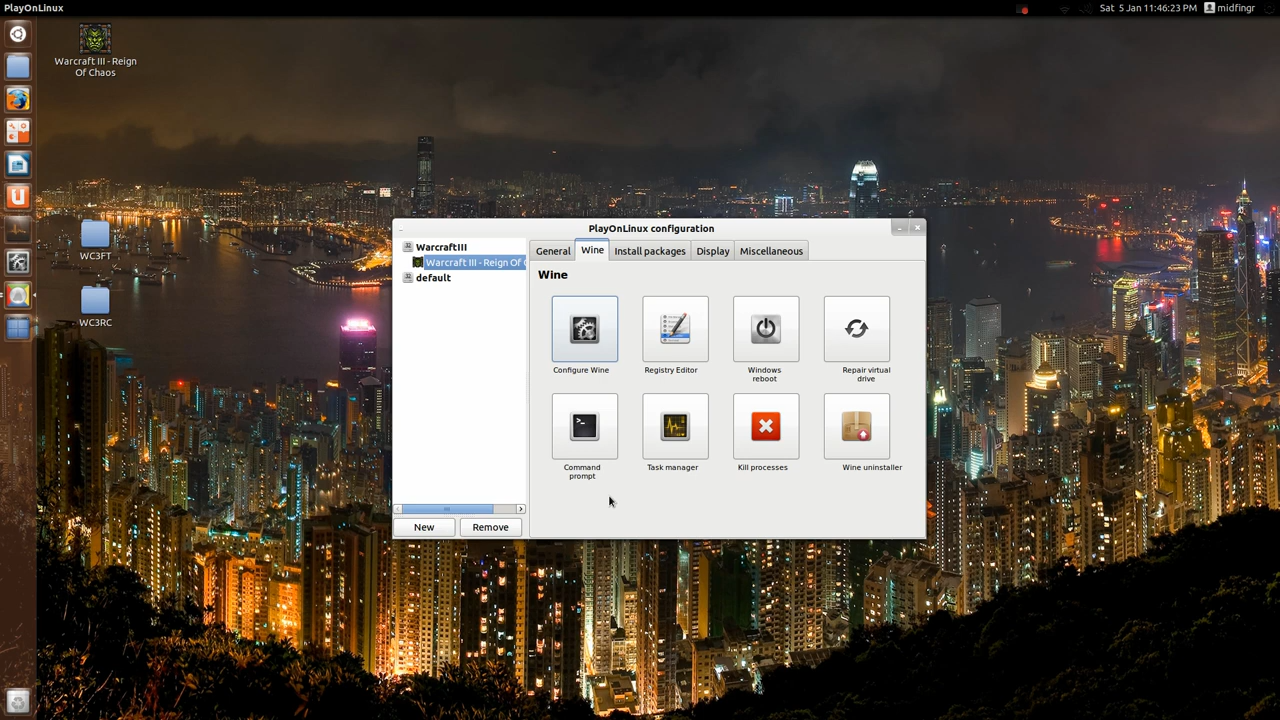 PlayOnLinux
Sat 5 Jan 11:46:23 PM
midfingr
Warcraft III - Reign
Of Chaos
WC3FT
WC3RC
PlayOnLinux configuration
WarcraftIII
Warcraft III - Reign Of
default
New
Remove
General
Wine
Install packages
Display
Miscellaneous
Wine
Configure Wine
Registry Editor
Windows
reboot
Repair virtual
drive
Command
prompt
Task manager
Kill processes
Wine uninstaller